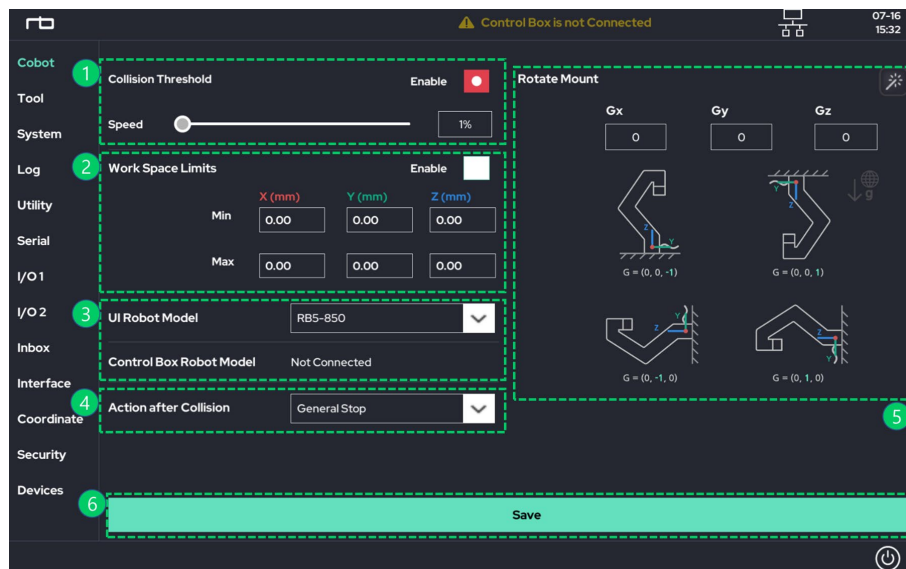 rb
Control Box is not Connected
07-16
15:32
Cobot
Tool
System
Log
Utility
Serial
I/O 1
I/O 2
Inbox
Interface
Coordinate
Security
Devices
1
Collision Threshold
Enable
Speed
1%
2
Work Space Limits
Enable
X (mm) Y (mm) Z (mm)
Min 0.00 0.00 0.00
Max 0.00 0.00 0.00
3
UI Robot Model
RB5-850
Control Box Robot Model
Not Connected
4
Action after Collision
General Stop
Rotate Mount
Gx Gy Gz
0 0 0
g
Z Y
Y Z
G = (0, 0, -1)
G = (0, 0, 1)
Y Z
Z Y
G = (0, -1, 0)
G = (0, 1, 0)
5
6
Save